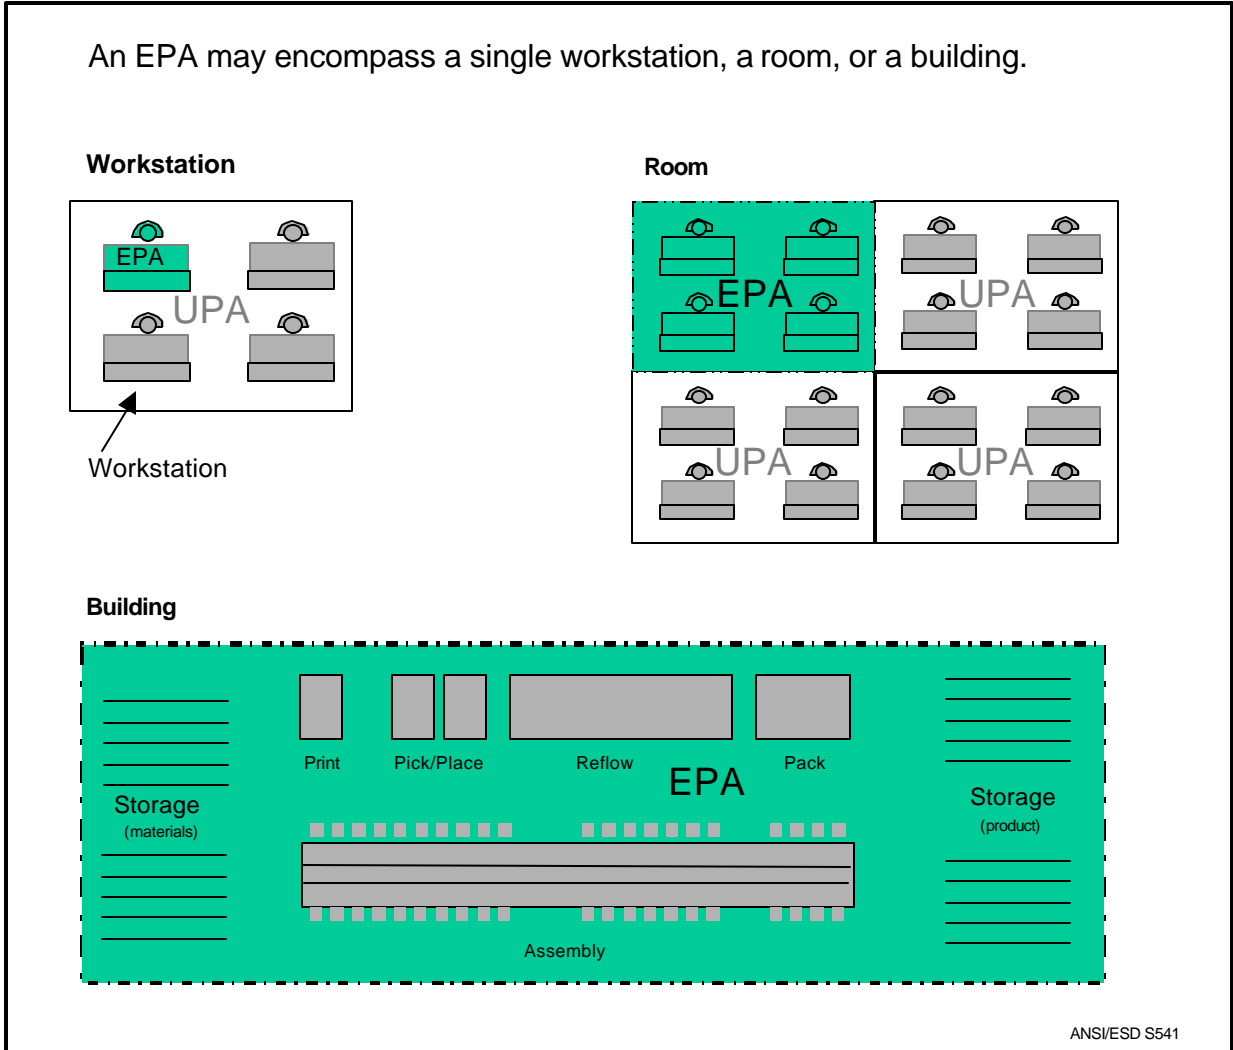 An EPA may encompass a single workstation, a room, or a building.
Workstation
EPA
UPA
Workstation
Room
EPA
UPA
UPA
UPA
Building
Print
Pick/Place
Reflow
Pack
EPA
Storage
(materials)
Storage
(product)
Assembly
ANSI/ESD S541